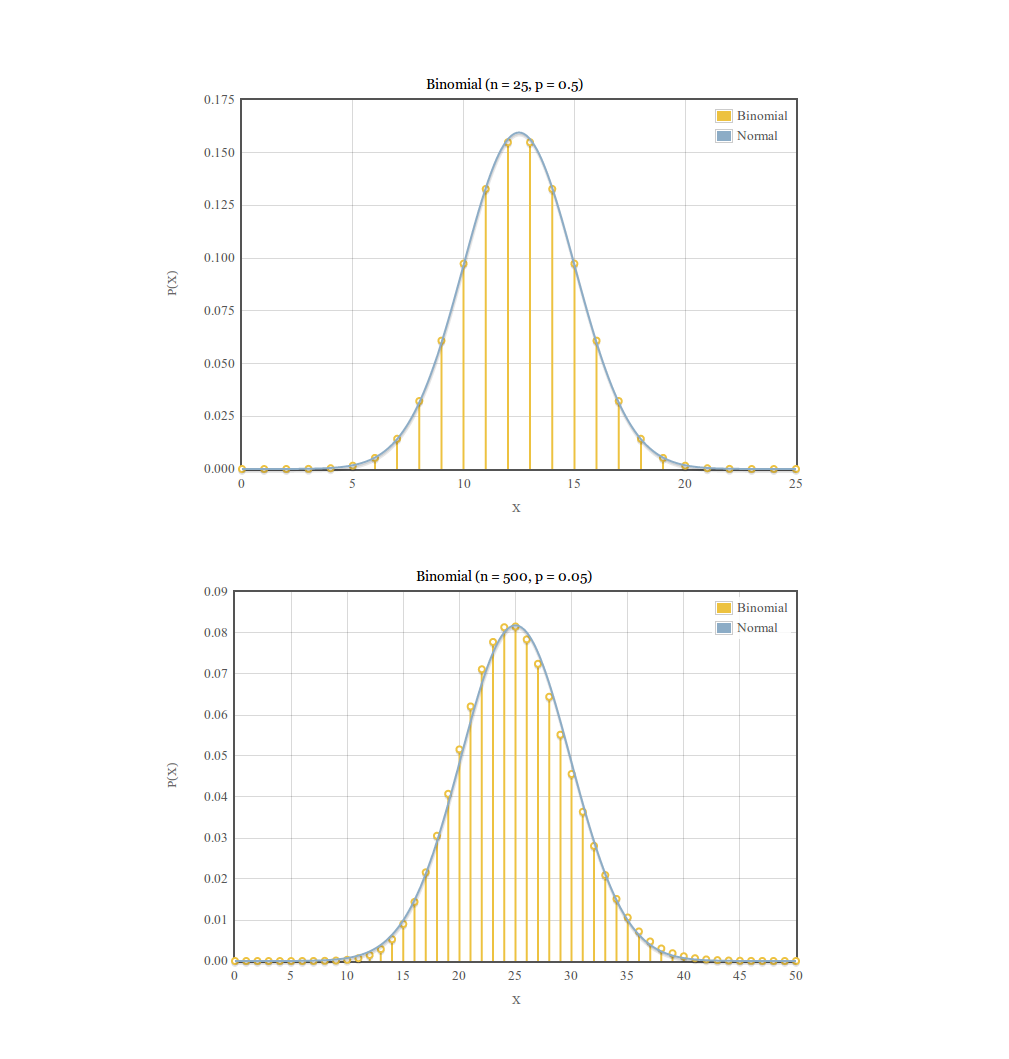 Binomial (n = 25, p = 0.5)
0.175
Binomial
Normal
0.150
0.125
0.100
P(X)
0.075
0.050
0.025
0.000
0 5 10 15 20 25
X
Binomial (n = 500, p = 0.05)
0.09
Binomial
Normal
0.08
0.07
0.06
0.05
P(X)
0.04
0.03
0.02
0.01
0.00
0 5 10 15 20 25 30 35 40 45 50
X